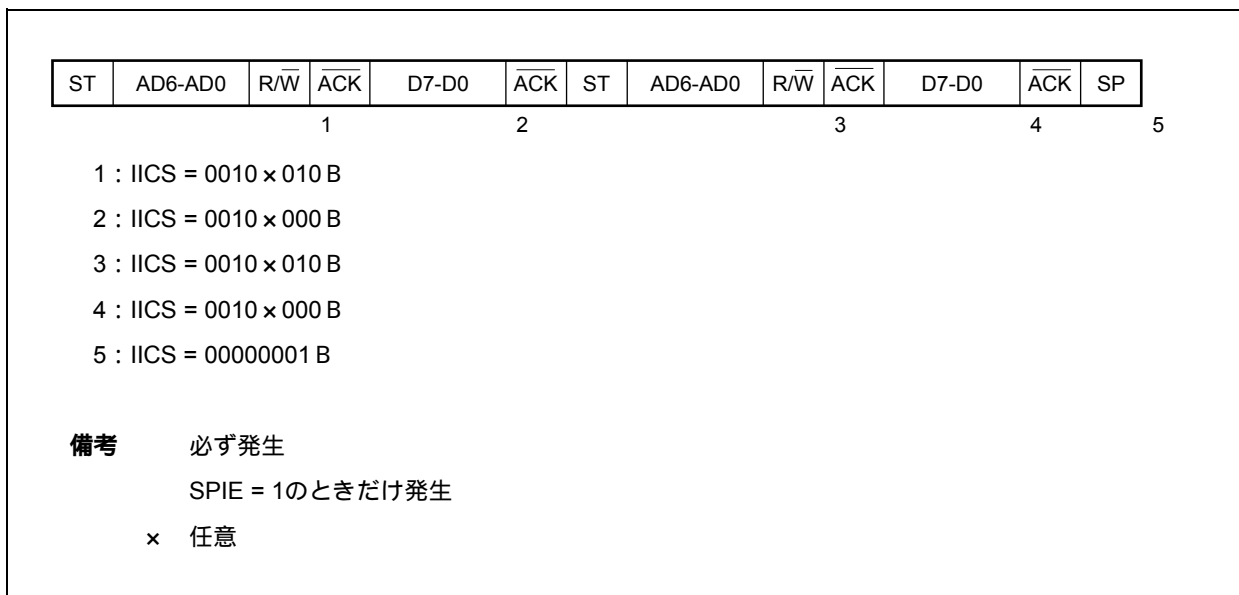 ST AD6-AD0 R/W ACK D7-D0 ACK ST AD6-AD0 R/W ACK D7-D0 ACK SP
1 2 3 4 5
1：IICS = 0010×010 B
2：IICS = 0010×000 B
3：IICS = 0010×010 B
4：IICS = 0010×000 B
5：IICS = 00000001 B
備考 必ず発生
SPIE = 1のときだけ発生
× 任意